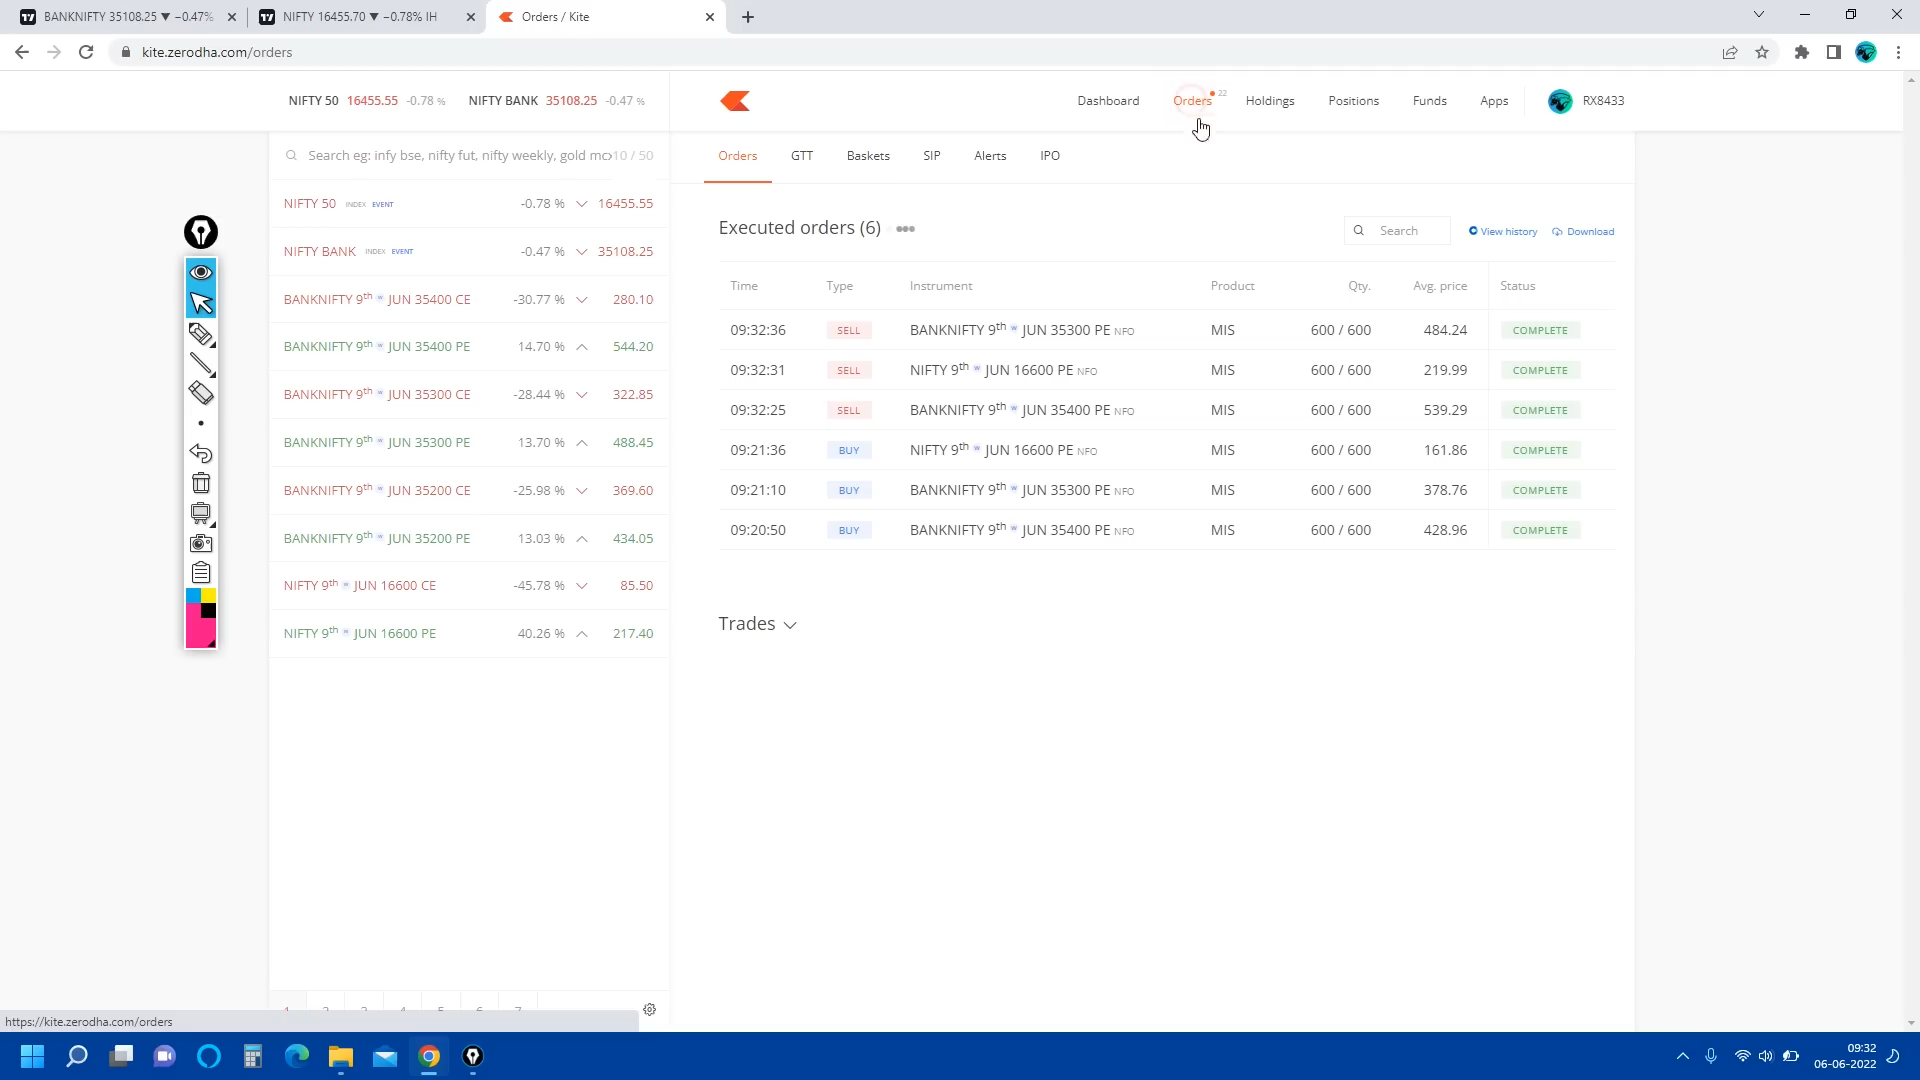 BANKNIFTY 35108.25 ▼ −0.47%
NIFTY 16455.70 ▼ −0.78% IH
Orders / Kite
kite.zerodha.com/orders
NIFTY 50 16455.55 -0.78 % NIFTY BANK 35108.25 -0.47 %
Dashboard Orders 22 Holdings Positions Funds Apps RX8433
Search eg: infy bse, nifty fut, nifty weekly, gold mcx 10 / 50
Orders GTT Baskets SIP Alerts IPO
NIFTY 50 INDEX EVENT -0.78 % 16455.55
NIFTY BANK INDEX EVENT -0.47 % 35108.25
BANKNIFTY 9th w JUN 35400 CE -30.77 % 280.10
BANKNIFTY 9th w JUN 35400 PE 14.70 % 544.20
BANKNIFTY 9th w JUN 35300 CE -28.44 % 322.85
BANKNIFTY 9th w JUN 35300 PE 13.70 % 488.45
BANKNIFTY 9th w JUN 35200 CE -25.98 % 369.60
BANKNIFTY 9th w JUN 35200 PE 13.03 % 434.05
NIFTY 9th w JUN 16600 CE -45.78 % 85.50
NIFTY 9th w JUN 16600 PE 40.26 % 217.40
1 2 3 4 5 6 7
Executed orders (6)
Search View history Download
Time Type Instrument Product Qty. Avg. price Status
09:32:36 SELL BANKNIFTY 9th w JUN 35300 PE NFO MIS 600 / 600 484.24 COMPLETE
09:32:31 SELL NIFTY 9th w JUN 16600 PE NFO MIS 600 / 600 219.99 COMPLETE
09:32:25 SELL BANKNIFTY 9th w JUN 35400 PE NFO MIS 600 / 600 539.29 COMPLETE
09:21:36 BUY NIFTY 9th w JUN 16600 PE NFO MIS 600 / 600 161.86 COMPLETE
09:21:10 BUY BANKNIFTY 9th w JUN 35300 PE NFO MIS 600 / 600 378.76 COMPLETE
09:20:50 BUY BANKNIFTY 9th w JUN 35400 PE NFO MIS 600 / 600 428.96 COMPLETE
Trades
https://kite.zerodha.com/orders
09:32
06-06-2022